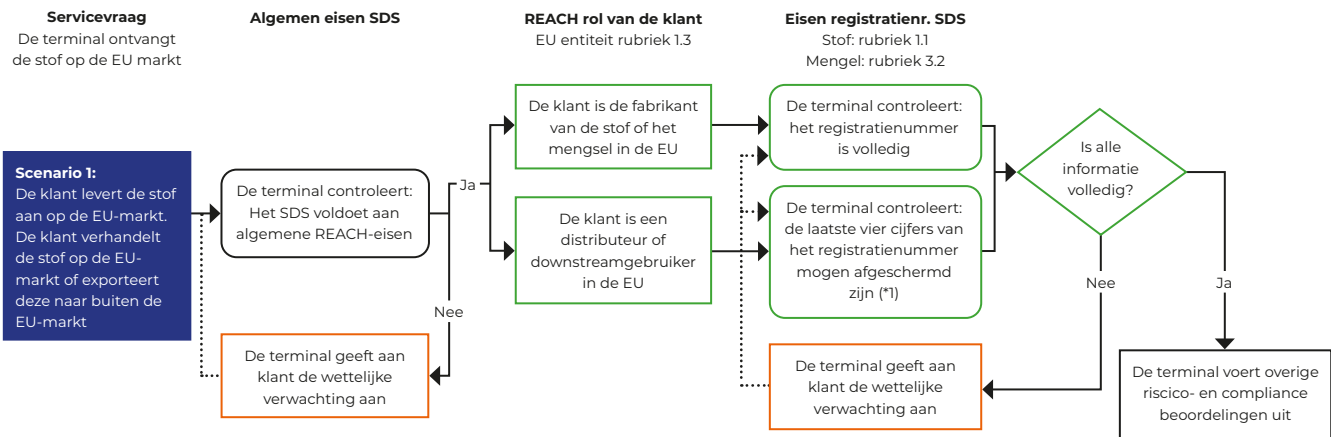 Servicevraag
De terminal ontvangt
de stof op de EU markt
Algemen eisen SDS
REACH rol van de klant
EU entiteit rubriek 1.3
Eisen registratienr. SDS
Stof: rubriek 1.1
Mengel: rubriek 3.2
Scenario 1:
De klant levert de stof
aan op de EU-markt.
De klant verhandelt
de stof op de EU-
markt of exporteert
deze naar buiten de
EU-markt
De terminal controleert:
Het SDS voldoet aan
algemene REACH-eisen
Ja
Nee
De terminal geeft aan
klant de wettelijke
verwachting aan
De klant is de fabrikant
van de stof of het
mengsel in de EU
De klant is een
distributeur of
downstreamgebruiker
in de EU
De terminal controleert:
het registratienummer
is volledig
De terminal controleert:
de laatste vier cijfers van
het registratienummer
mogen afgeschermd
zijn (*1)
De terminal geeft aan
klant de wettelijke
verwachting aan
Is alle
informatie
volledig?
Nee
Ja
De terminal voert overige
riscico- en compliance
beoordelingen uit